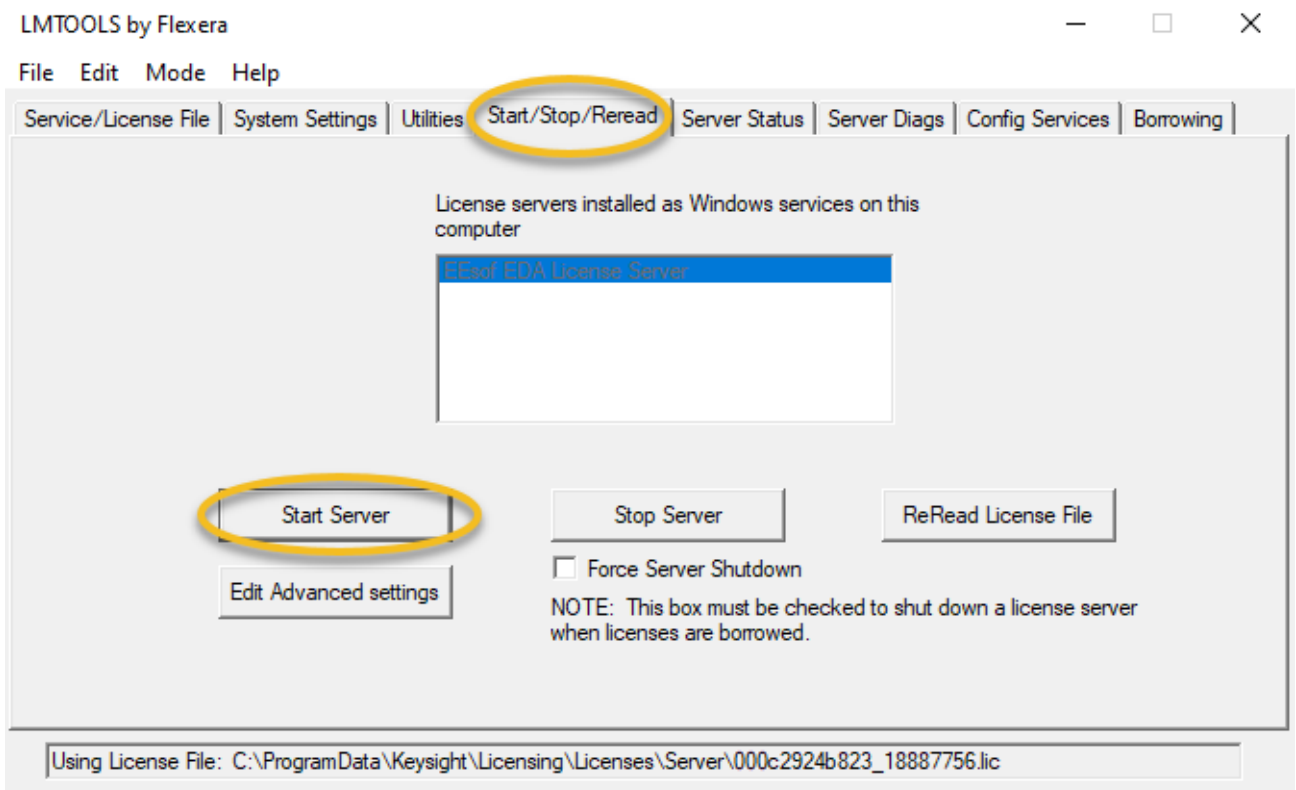 LMTOOLS by Flexera
File Edit Mode Help
Service/License File System Settings Utilities Start/Stop/Reread Server Status Server Diags Config Services Borrowing
License servers installed as Windows services on this
computer
EEsof EDA License Server
Start Server Stop Server ReRead License File
Force Server Shutdown
Edit Advanced settings
NOTE: This box must be checked to shut down a license server
when licenses are borrowed.
Using License File: C:\ProgramData\Keysight\Licensing\Licenses\Server\000c2924b823_18887756.lic